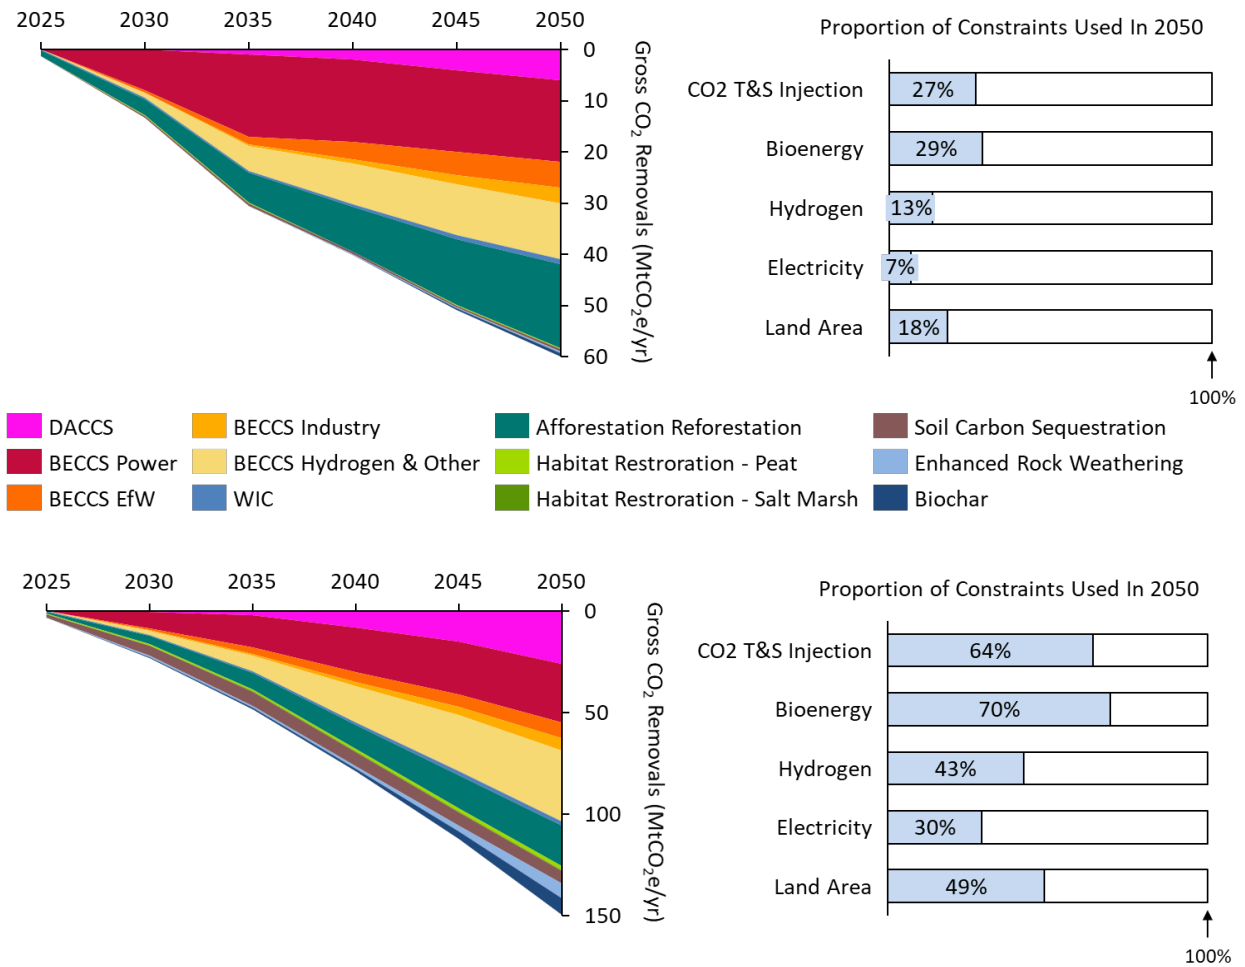 2025 2030 2035 2040 2045 2050
0
10
20
30
40
50
60
Gross CO2 Removals (MtCO2e/yr)
Proportion of Constraints Used In 2050
CO2 T&S Injection 27%
Bioenergy 29%
Hydrogen 13%
Electricity 7%
Land Area 18%
100%
DACCS BECCS Industry Afforestation Reforestation Soil Carbon Sequestration
BECCS Power BECCS Hydrogen & Other Habitat Restroration - Peat Enhanced Rock Weathering
BECCS EfW WIC Habitat Restroration - Salt Marsh Biochar
2025 2030 2035 2040 2045 2050
0
50
100
150
Gross CO2 Removals (MtCO2e/yr)
Proportion of Constraints Used In 2050
CO2 T&S Injection 64%
Bioenergy 70%
Hydrogen 43%
Electricity 30%
Land Area 49%
100%